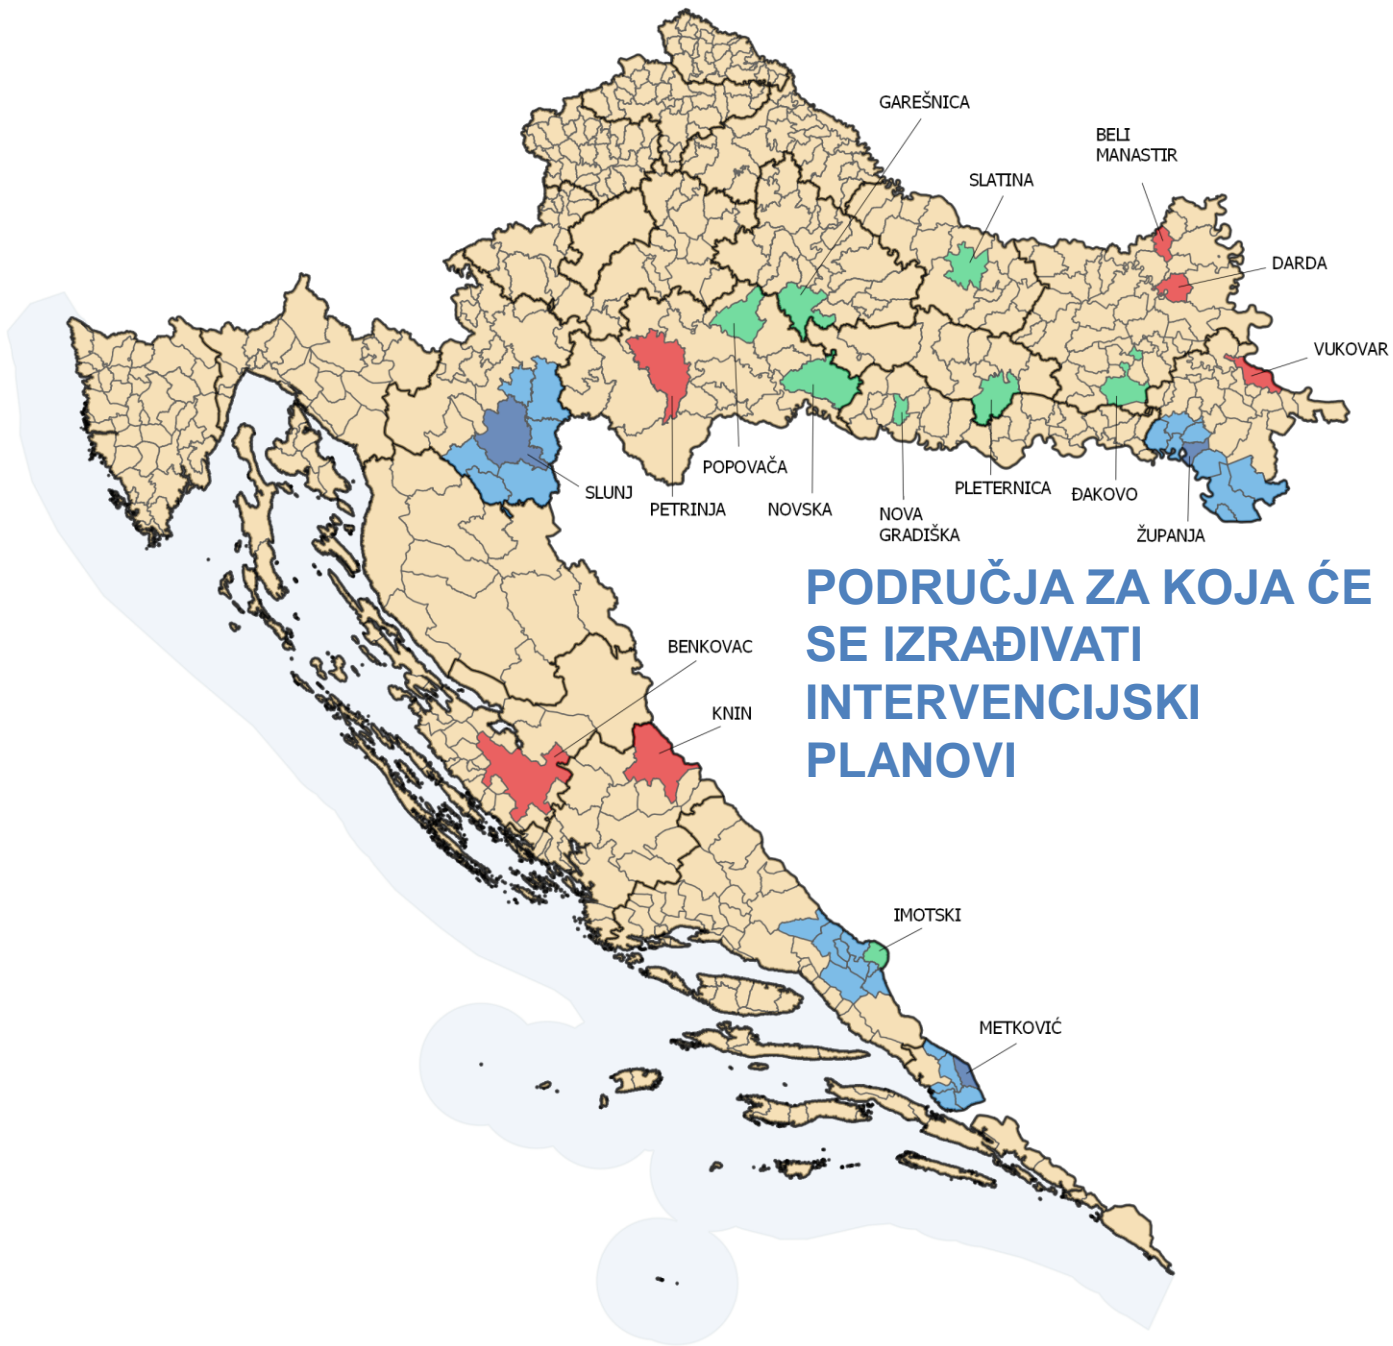 GAREŠNICA
BELI
MANASTIR
SLATINA
DARDA
VUKOVAR
POPOVAČA
SLUNJ
PETRINJA
NOVSKA
NOVA
GRADIŠKA
PLETERNICA
ĐAKOVO
ŽUPANJA
PODRUČJA ZA KOJA ĆE
SE IZRAĐIVATI
INTERVENCIJSKI
PLANOVI
BENKOVAC
KNIN
IMOTSKI
METKOVIĆ